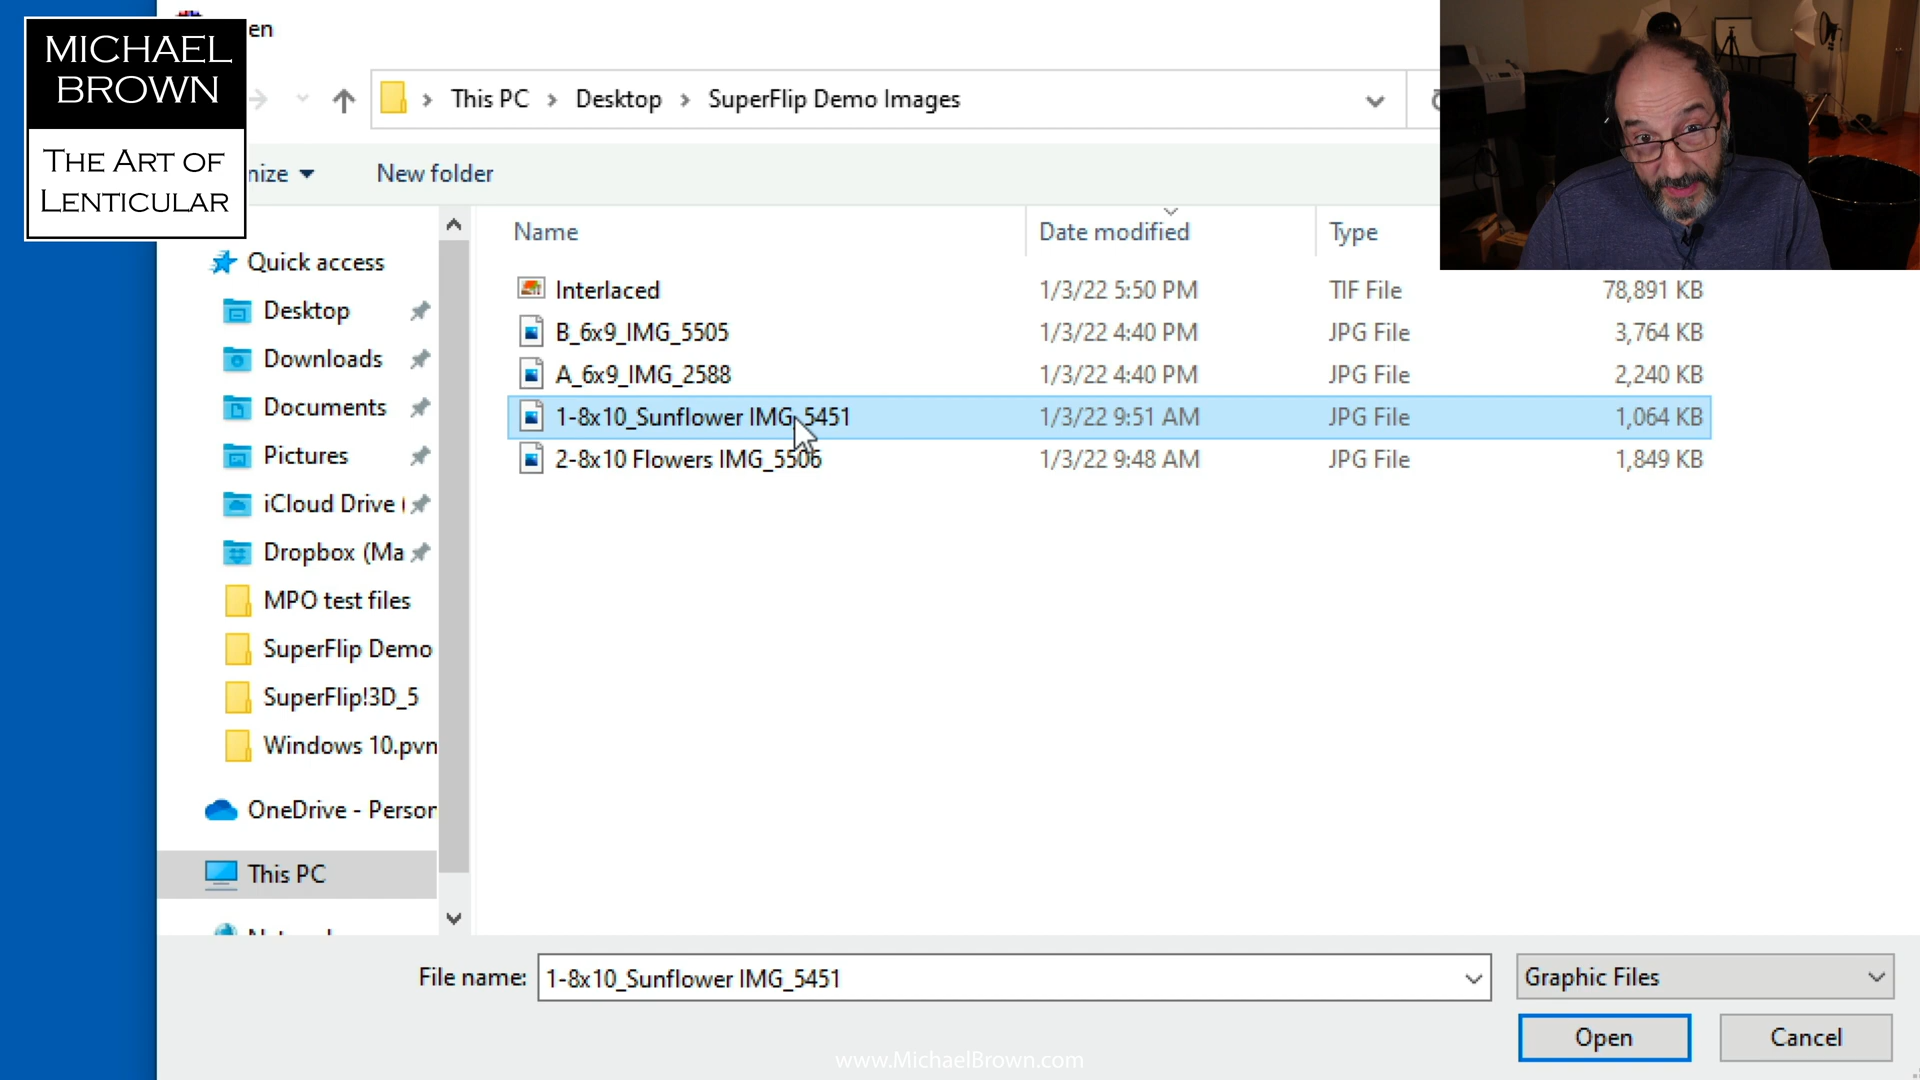 en
MICHAEL
BROWN
THE ART OF
LENTICULAR
This PC > Desktop > SuperFlip Demo Images
nize
New folder
Name
Date modified
Type
Interlaced 1/3/22 5:50 PM TIF File 78,891 KB
B_6x9_IMG_5505 1/3/22 4:40 PM JPG File 3,764 KB
A_6x9_IMG_2588 1/3/22 4:40 PM JPG File 2,240 KB
1-8x10_Sunflower IMG_5451 1/3/22 9:51 AM JPG File 1,064 KB
2-8x10 Flowers IMG_5506 1/3/22 9:48 AM JPG File 1,849 KB
Quick access
Desktop
Downloads
Documents
Pictures
iCloud Drive (
Dropbox (Ma
MPO test files
SuperFlip Demo
SuperFlip!3D_5
Windows 10.pvn
OneDrive - Person
This PC
File name: 1-8x10_Sunflower IMG_5451
Graphic Files
Open
Cancel
www.MichaelBrown.com